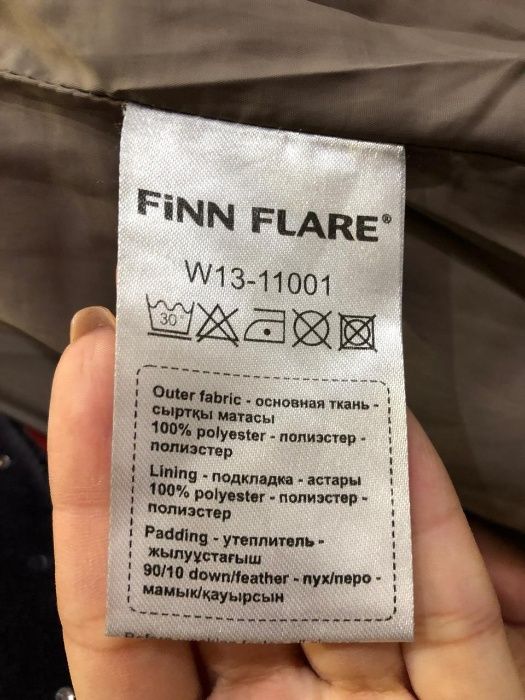 FiNN FLARE®
W13-11001
30
Outer fabric - основная ткань -
сыртқы матасы
100% polyester - полиэстер -
полиэстер
Lining - подкладка - астары
100% polyester - полиэстер -
полиэстер
Padding - утеплитель -
жылуұстағыш
90/10 down/feather - пух/перо -
мамык/қауырсын